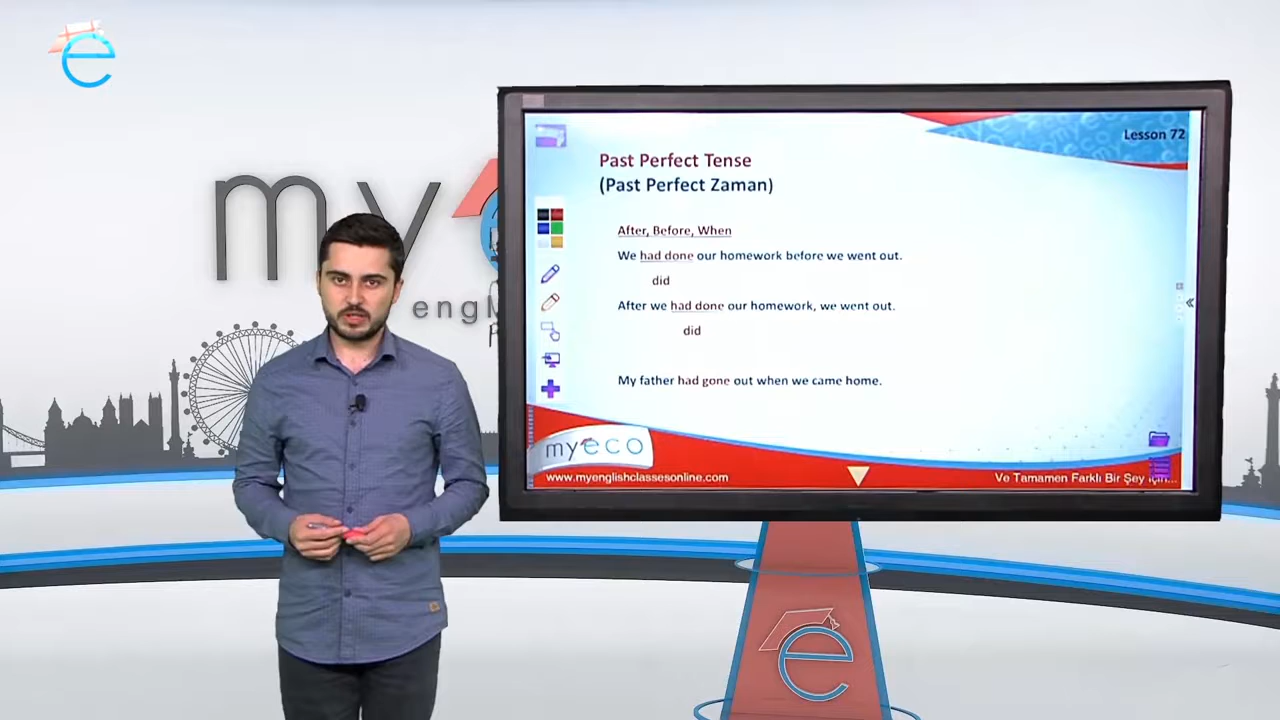 e
my
eng
Lesson 72
Past Perfect Tense
(Past Perfect Zaman)
After, Before, When
We had done our homework before we went out.
did
After we had done our homework, we went out.
did
My father had gone out when we came home.
myeco
www.myenglishclassesonline.com
Ve Tamamen Farklı Bir Şey İçin...
e